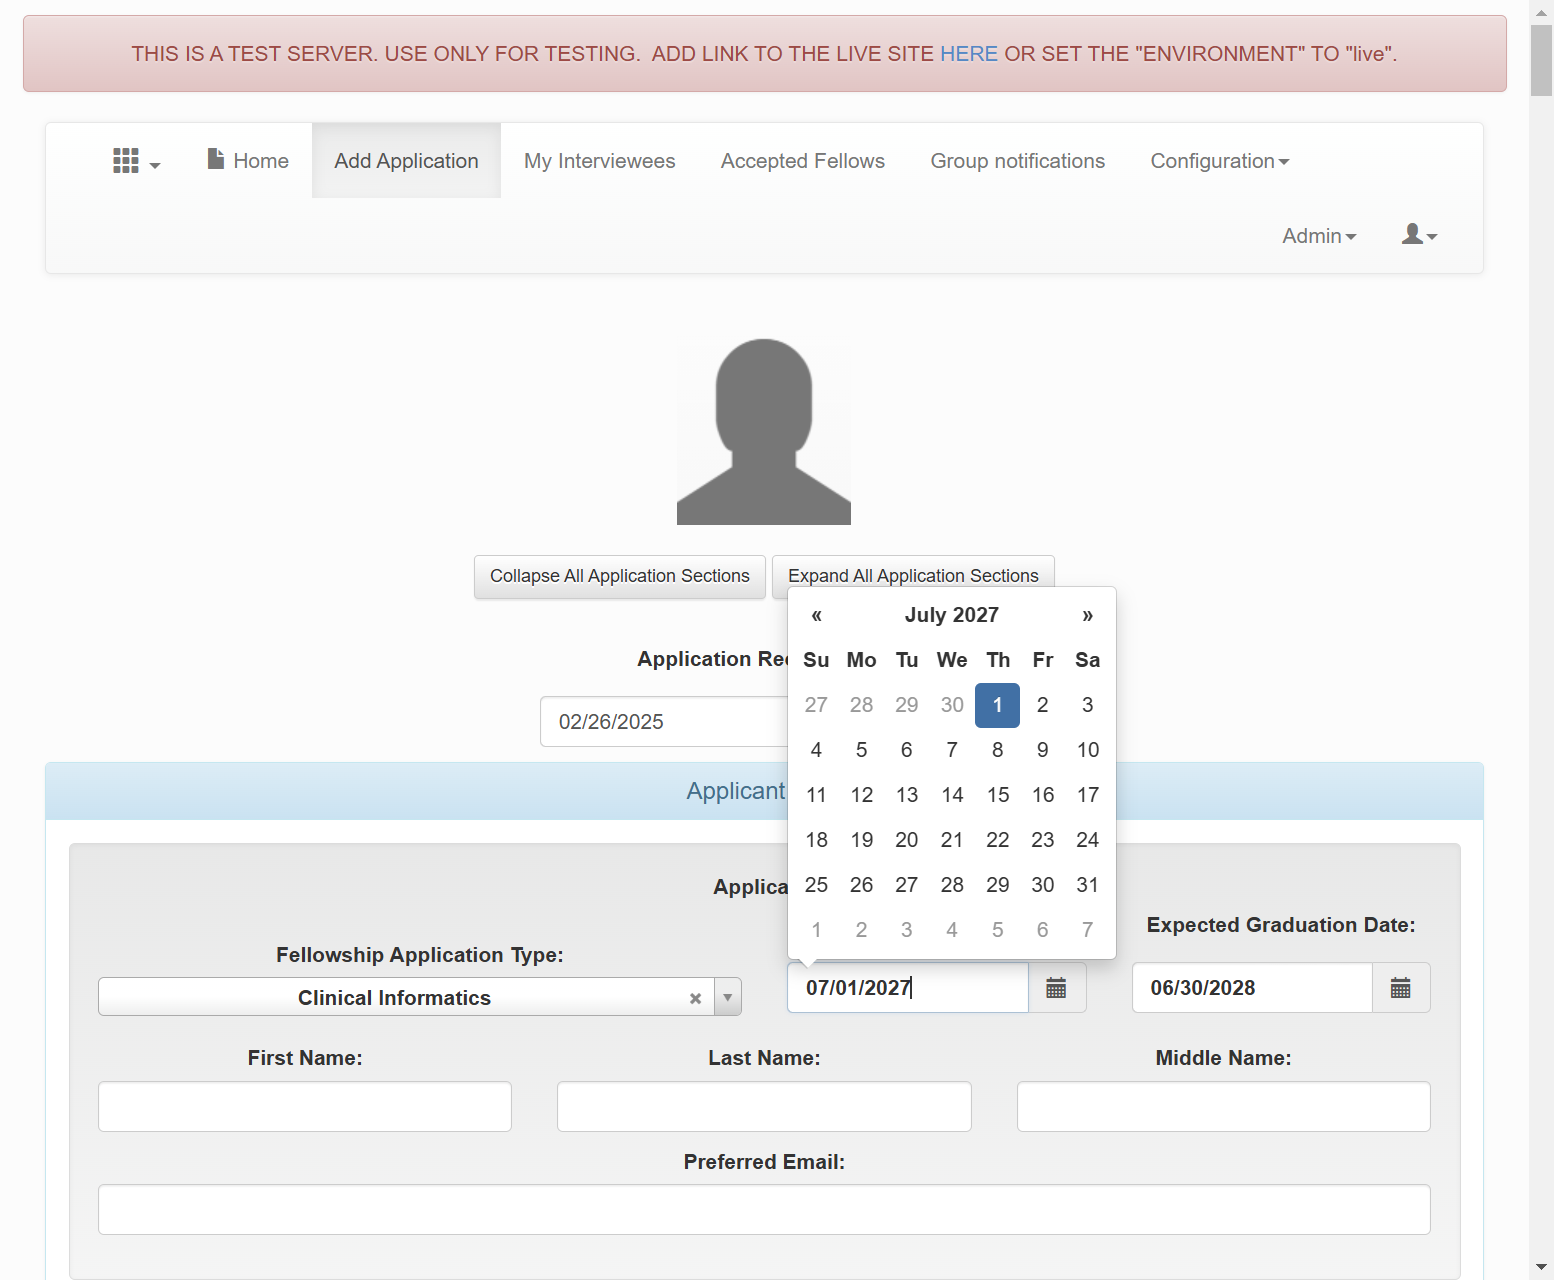 THIS IS A TEST SERVER. USE ONLY FOR TESTING. ADD LINK TO THE LIVE SITE HERE OR SET THE "ENVIRONMENT" TO "live".
Home
Add Application
My Interviewees
Accepted Fellows
Group notifications
Configuration
Admin
Collapse All Application Sections
Expand All Application Sections
« July 2027 »
Su Mo Tu We Th Fr Sa
27 28 29 30 1 2 3
4 5 6 7 8 9 10
11 12 13 14 15 16 17
18 19 20 21 22 23 24
25 26 27 28 29 30 31
1 2 3 4 5 6 7
Application
02/26/2025
Applicant
Fellowship Application Type:
Clinical Informatics
07/01/2027
Expected Graduation Date:
06/30/2028
First Name:
Last Name:
Middle Name:
Preferred Email: